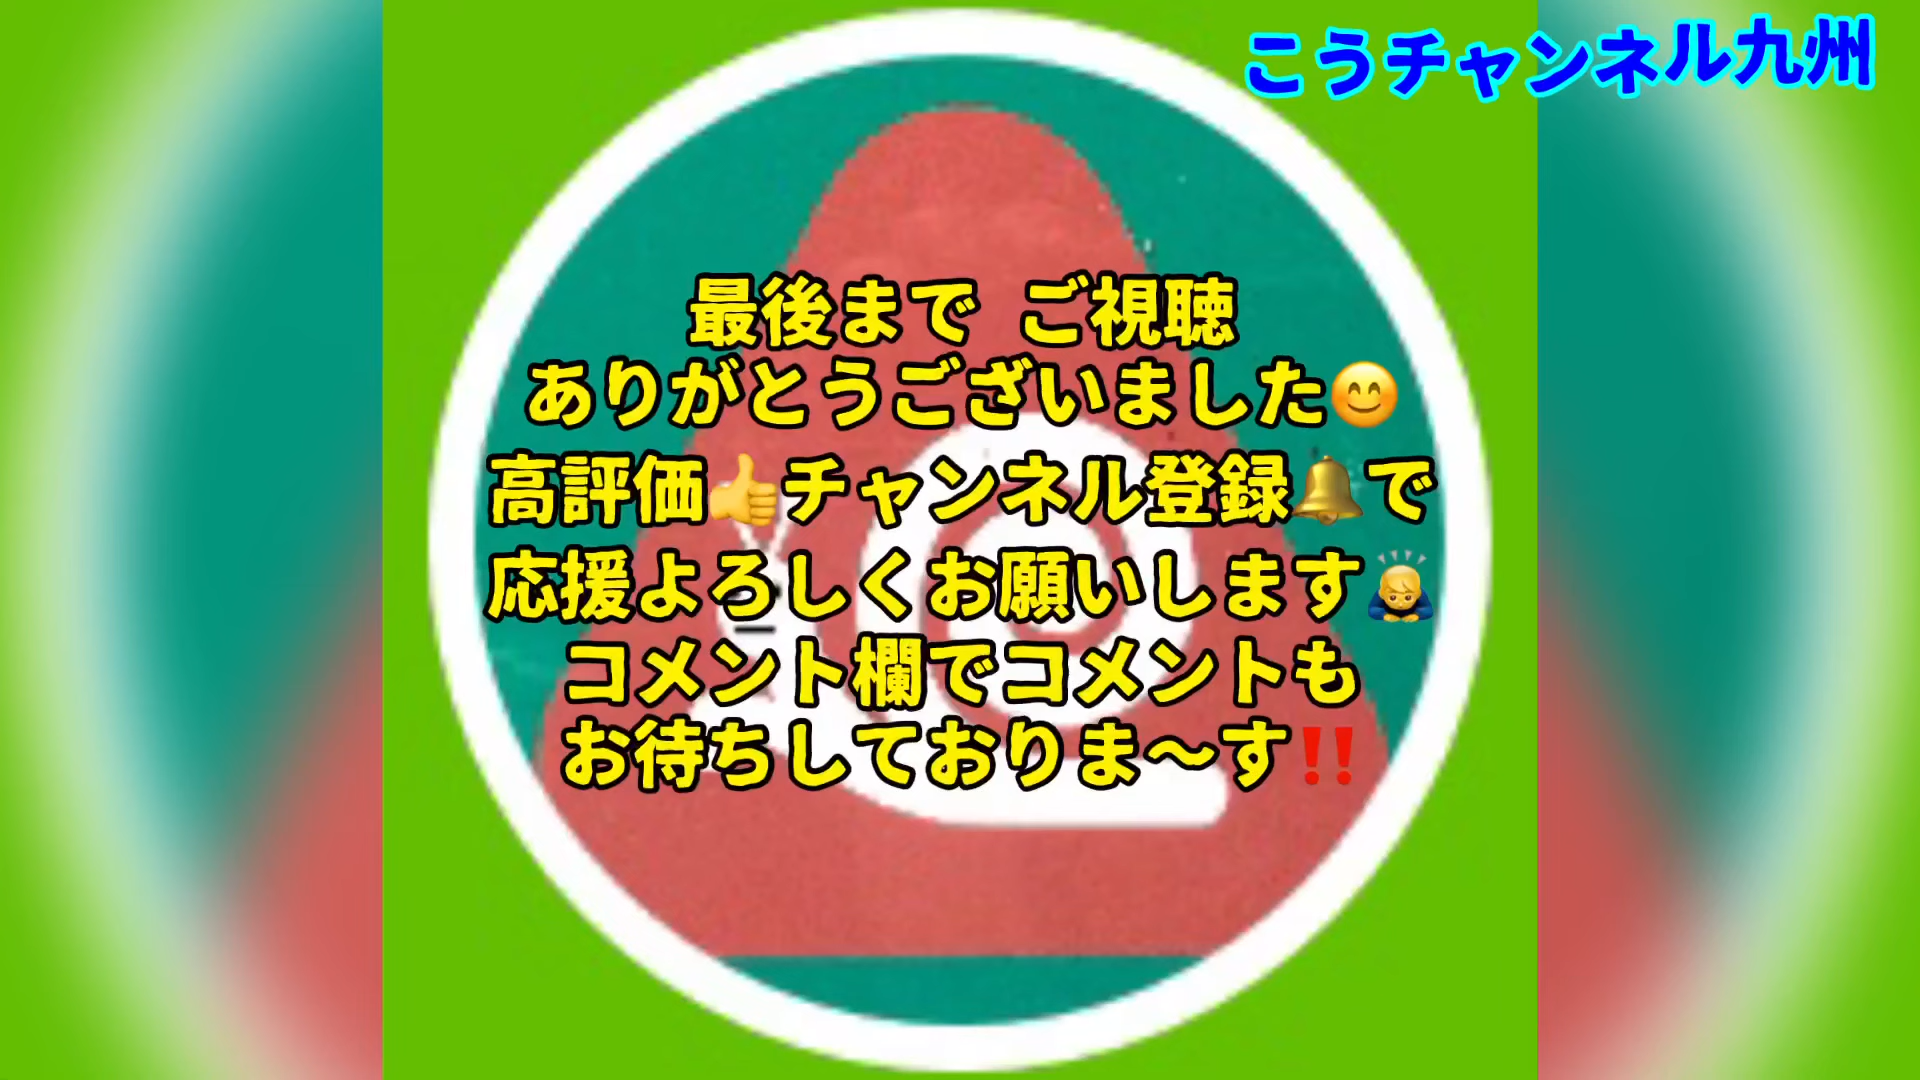 こうチャンネル九州
最後まで ご視聴
ありがとうございました😊
高評価👍チャンネル登録🔔で
応援よろしくお願いします🙇
コメント欄でコメントも
お待ちしておりま〜す‼️